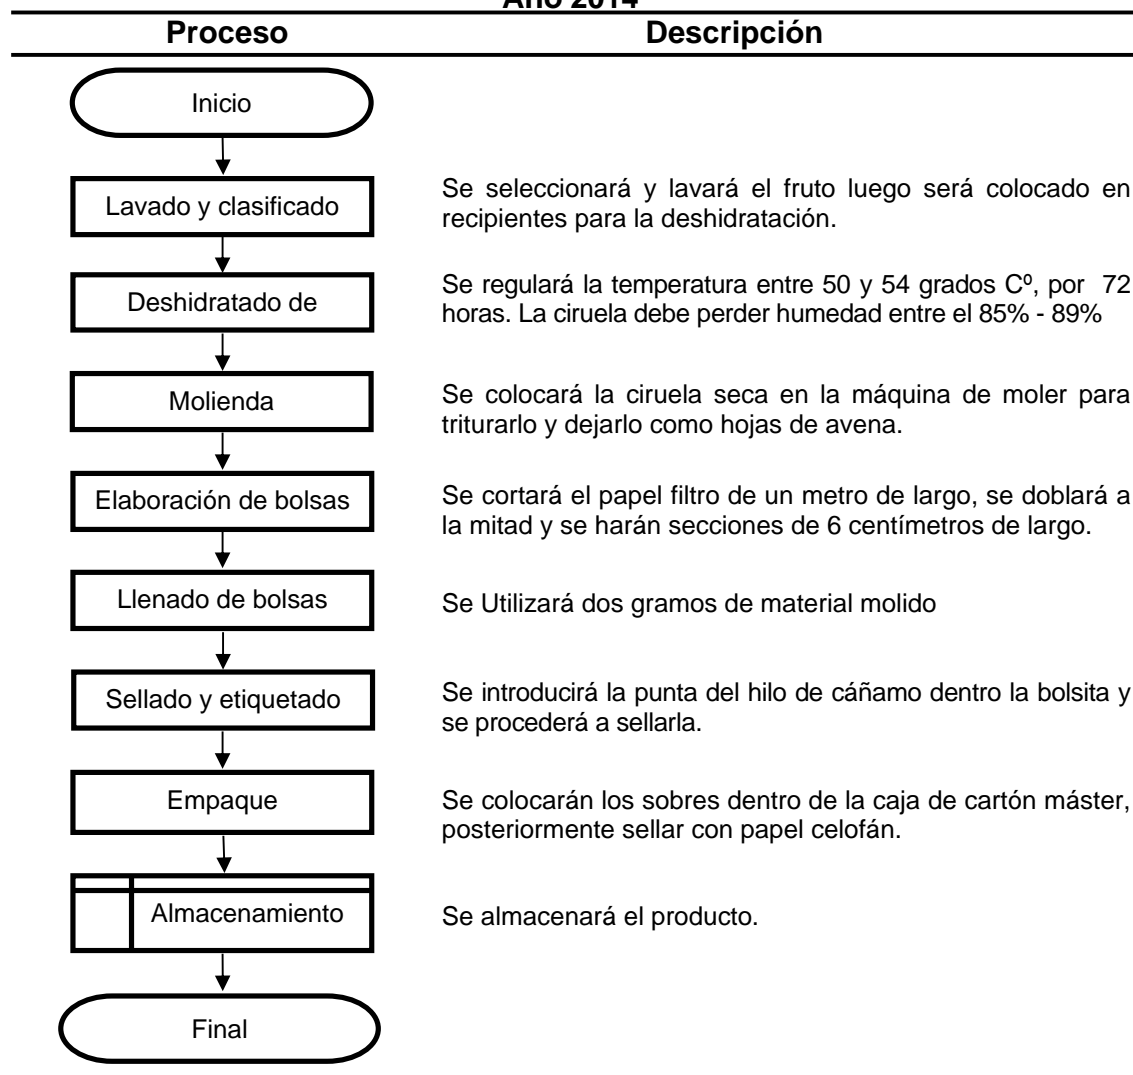 Año 2014
Proceso Descripción
Inicio
Lavado y clasificado
Se seleccionará y lavará el fruto luego será colocado en
recipientes para la deshidratación.
Deshidratado de
Se regulará la temperatura entre 50 y 54 grados Cº, por 72
horas. La ciruela debe perder humedad entre el 85% - 89%
Molienda
Se colocará la ciruela seca en la máquina de moler para
triturarlo y dejarlo como hojas de avena.
Elaboración de bolsas
Se cortará el papel filtro de un metro de largo, se doblará a
la mitad y se harán secciones de 6 centímetros de largo.
Llenado de bolsas
Se Utilizará dos gramos de material molido
Sellado y etiquetado
Se introducirá la punta del hilo de cáñamo dentro la bolsita y
se procederá a sellarla.
Empaque
Se colocarán los sobres dentro de la caja de cartón máster,
posteriormente sellar con papel celofán.
Almacenamiento
Se almacenará el producto.
Final